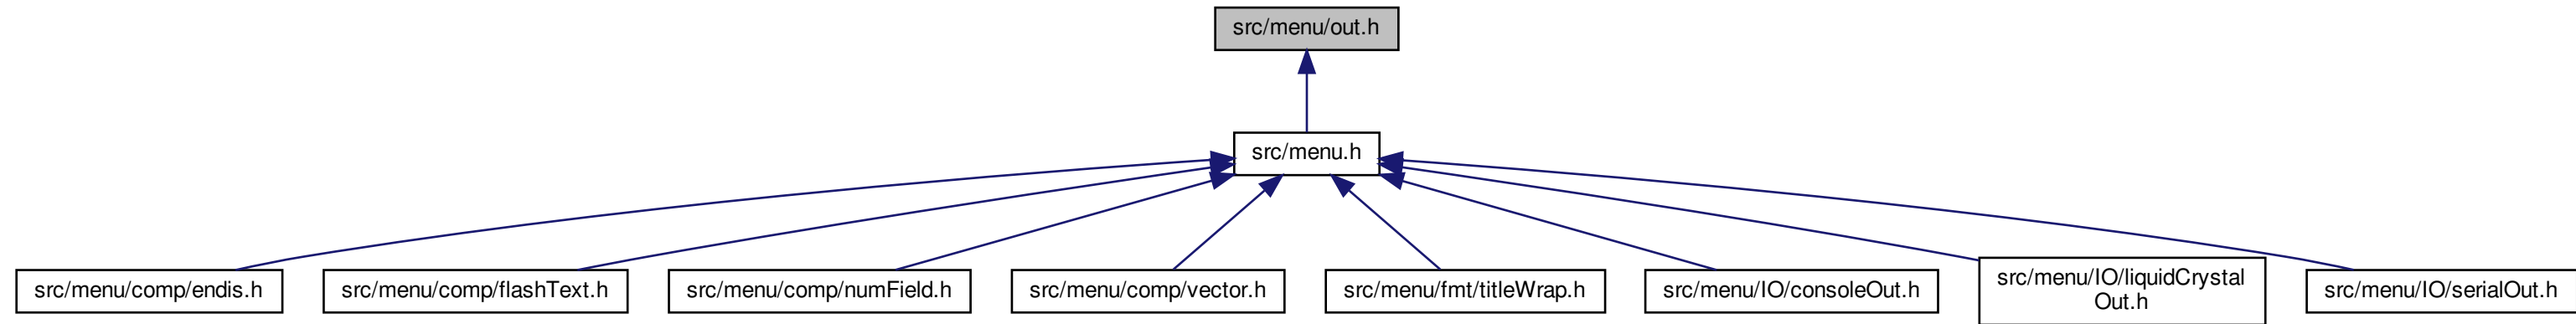 src/menu/out.h
src/menu.h
src/menu/comp/endis.h
src/menu/comp/flashText.h
src/menu/comp/numField.h
src/menu/comp/vector.h
src/menu/fmt/titleWrap.h
src/menu/IO/consoleOut.h
src/menu/IO/liquidCrystal
Out.h
src/menu/IO/serialOut.h